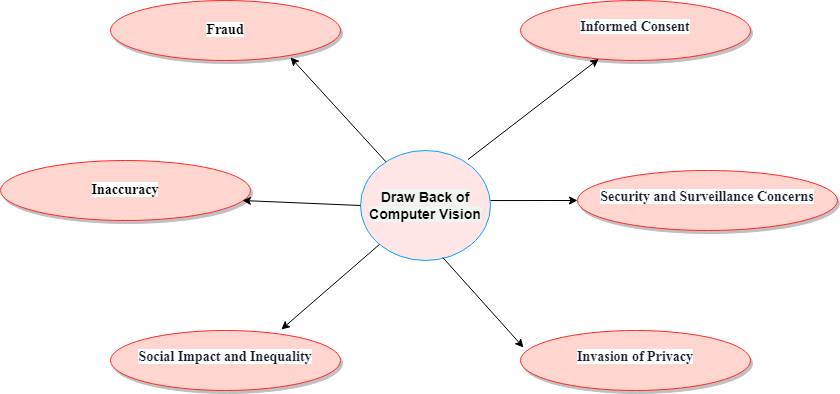 Fraud
Informed Consent
Inaccuracy
Draw Back of
Computer Vision
Security and Surveillance Concerns
Social Impact and Inequality
Invasion of Privacy